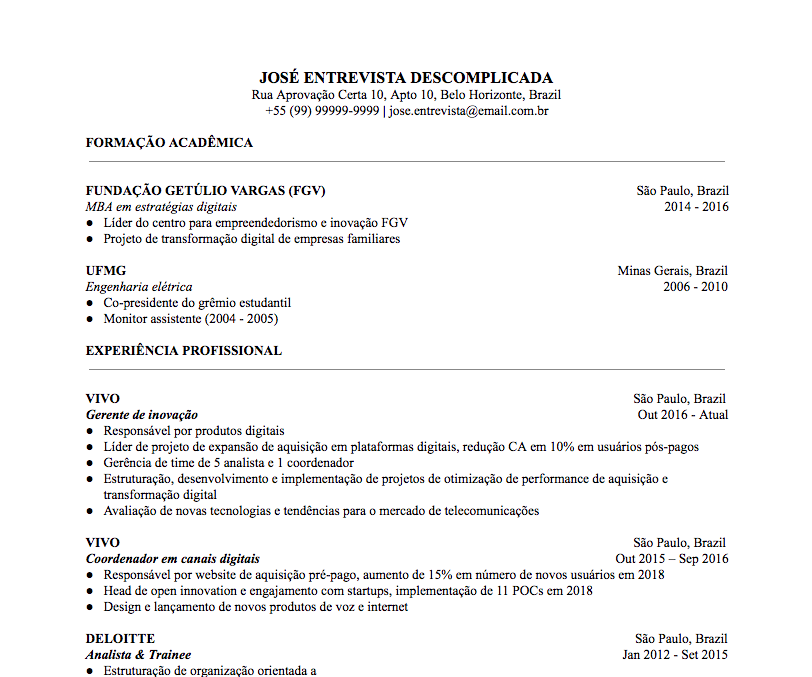 JOSÉ ENTREVISTA DESCOMPLICADA
Rua Aprovação Certa 10, Apto 10, Belo Horizonte, Brazil
+55 (99) 99999-9999 | jose.entrevista@email.com.br
FORMAÇÃO ACADÊMICA
FUNDAÇÃO GETÚLIO VARGAS (FGV) São Paulo, Brazil
MBA em estratégias digitais 2014 - 2016
● Líder do centro para empreendedorismo e inovação FGV
● Projeto de transformação digital de empresas familiares
UFMG Minas Gerais, Brazil
Engenharia elétrica 2006 - 2010
● Co-presidente do grêmio estudantil
● Monitor assistente (2004 - 2005)
EXPERIÊNCIA PROFISSIONAL
VIVO São Paulo, Brazil
Gerente de inovação Out 2016 - Atual
● Responsável por produtos digitais
● Líder de projeto de expansão de aquisição em plataformas digitais, redução CA em 10% em usuários pós-pagos
● Gerência de time de 5 analista e 1 coordenador
● Estruturação, desenvolvimento e implementação de projetos de otimização de performance de aquisição e
transformação digital
● Avaliação de novas tecnologias e tendências para o mercado de telecomunicações
VIVO São Paulo, Brazil
Coordenador em canais digitais Out 2015 – Sep 2016
● Responsável por website de aquisição pré-pago, aumento de 15% em número de novos usuários em 2018
● Head de open innovation e engajamento com startups, implementação de 11 POCs em 2018
● Design e lançamento de novos produtos de voz e internet
DELOITTE São Paulo, Brazil
Analista & Trainee Jan 2012 - Set 2015
● Estruturação de organização orientada a